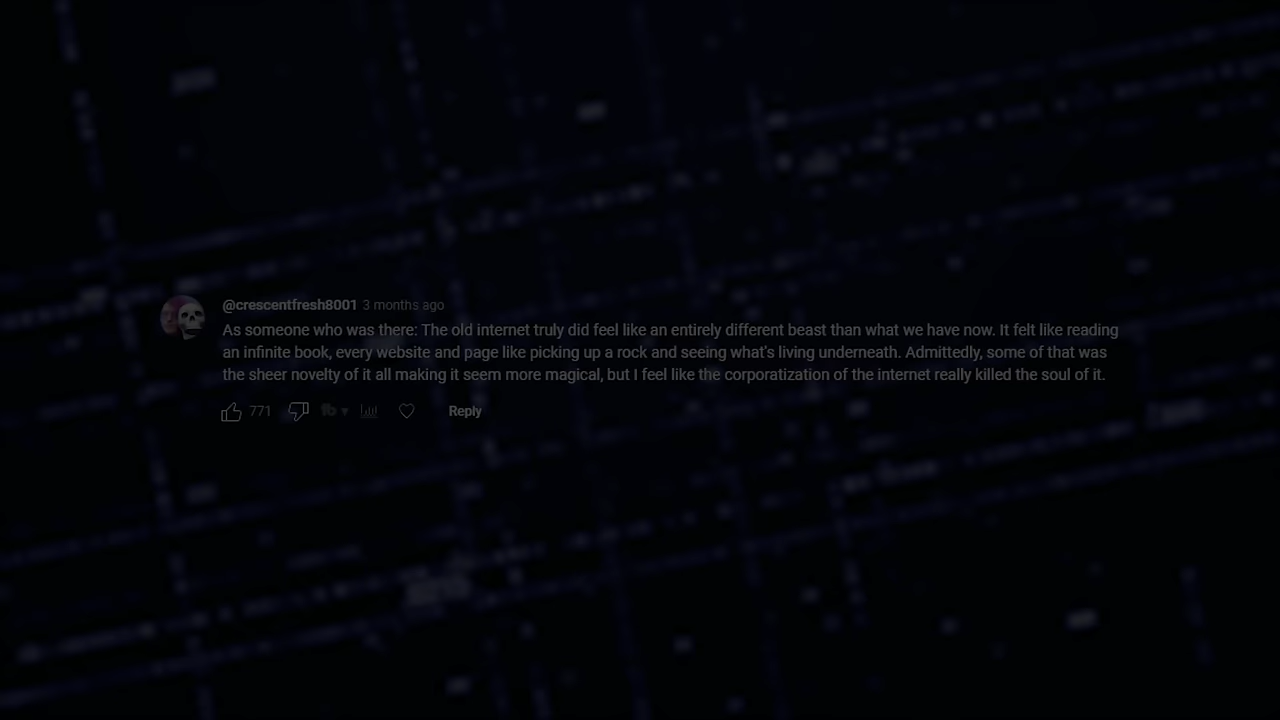 @crescentfresh8001 3 months ago
As someone who was there: The old internet truly did feel like an entirely different beast than what we have now. It felt like reading
an infinite book, every website and page like picking up a rock and seeing what's living underneath. Admittedly, some of that was
the sheer novelty of it all making it seem more magical, but I feel like the corporatization of the internet really killed the soul of it.
771 Reply